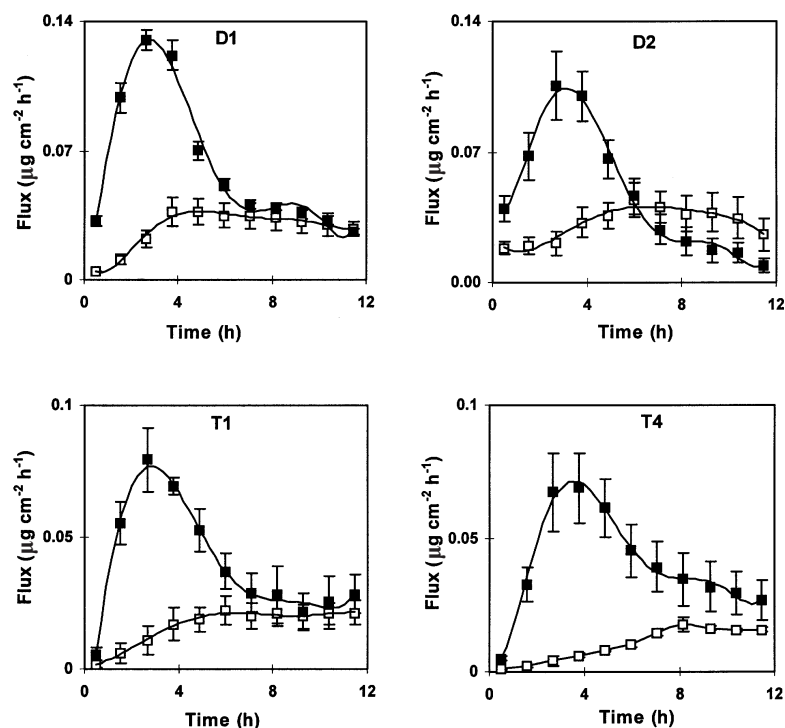 D1
0.14
0.07
0
Flux (µg cm⁻² h⁻¹)
0 4 8 12
Time (h)
D2
0.14
0.07
0.00
Flux (µg cm⁻² h⁻¹)
0 4 8 12
Time (h)
T1
0.1
0.05
0
Flux (µg cm⁻² h⁻¹)
0 4 8 12
Time (h)
T4
0.1
0.05
0
Flux (µg cm⁻² h⁻¹)
0 4 8 12
Time (h)